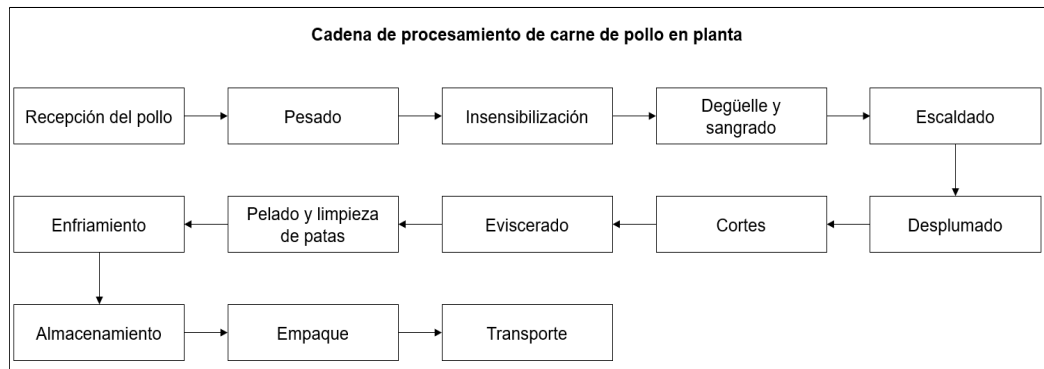 Cadena de procesamiento de carne de pollo en planta
Recepción del pollo
Pesado
Insensibilización
Degüelle y
sangrado
Escaldado
Enfriamiento
Pelado y limpieza
de patas
Eviscerado
Cortes
Desplumado
Almacenamiento
Empaque
Transporte